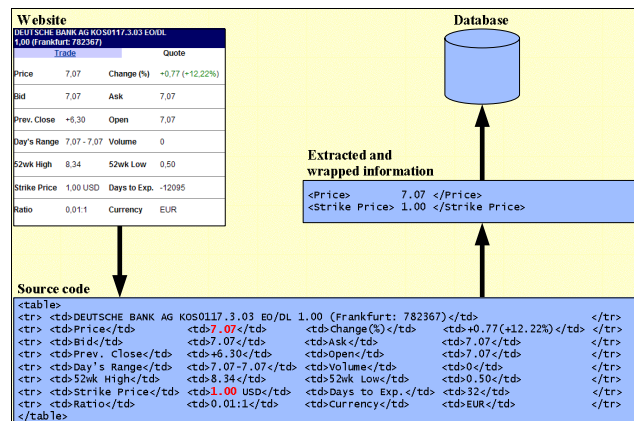 Website
Database
DEUTSCHE BANK AG KOS0117.3.03 EO/DL
1,00 (Frankfurt: 782367)
Trade Quote
Price 7,07 Change (%) +0,77 (+12,22%)
Bid 7,07 Ask 7,07
Prev. Close +6,30 Open 7,07
Day's Range 7,07 - 7,07 Volume 0
52wk High 8,34 52wk Low 0,50
Strike Price 1,00 USD Days to Exp. -12095
Ratio 0,01:1 Currency EUR
Extracted and
wrapped information
<Price> 7.07 </Price>
<Strike Price> 1.00 </Strike Price>
Source code
<table>
<tr> <td>DEUTSCHE BANK AG KOS0117.3.03 EO/DL 1.00 (Frankfurt: 782367)</td> </tr>
<tr> <td>Price</td> <td>7.07</td> <td>Change(%)</td> <td>+0.77(+12.22%)</td> </tr>
<tr> <td>Bid</td> <td>7.07</td> <td>Ask</td> <td>7.07</td> </tr>
<tr> <td>Prev. Close</td> <td>+6.30</td> <td>Open</td> <td>7.07</td> </tr>
<tr> <td>Day's Range</td> <td>7.07-7.07</td> <td>Volume</td> <td>0</td> </tr>
<tr> <td>52wk High</td> <td>8.34</td> <td>52wk Low</td> <td>0.50</td> </tr>
<tr> <td>Strike Price</td> <td>1.00 USD</td> <td>Days to Exp.</td> <td>32</td> </tr>
<tr> <td>Ratio</td> <td>0.01:1</td> <td>Currency</td> <td>EUR</td> </tr>
</table>